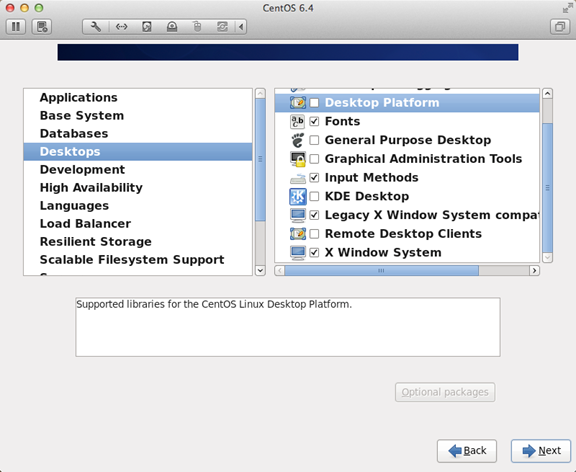 CentOS 6.4
Applications
Base System
Databases
Desktops
Development
High Availability
Languages
Load Balancer
Resilient Storage
Scalable Filesystem Support
Desktop Platform
Fonts
General Purpose Desktop
Graphical Administration Tools
Input Methods
KDE Desktop
Legacy X Window System compa
Remote Desktop Clients
X Window System
Supported libraries for the CentOS Linux Desktop Platform.
Optional packages
Back
Next